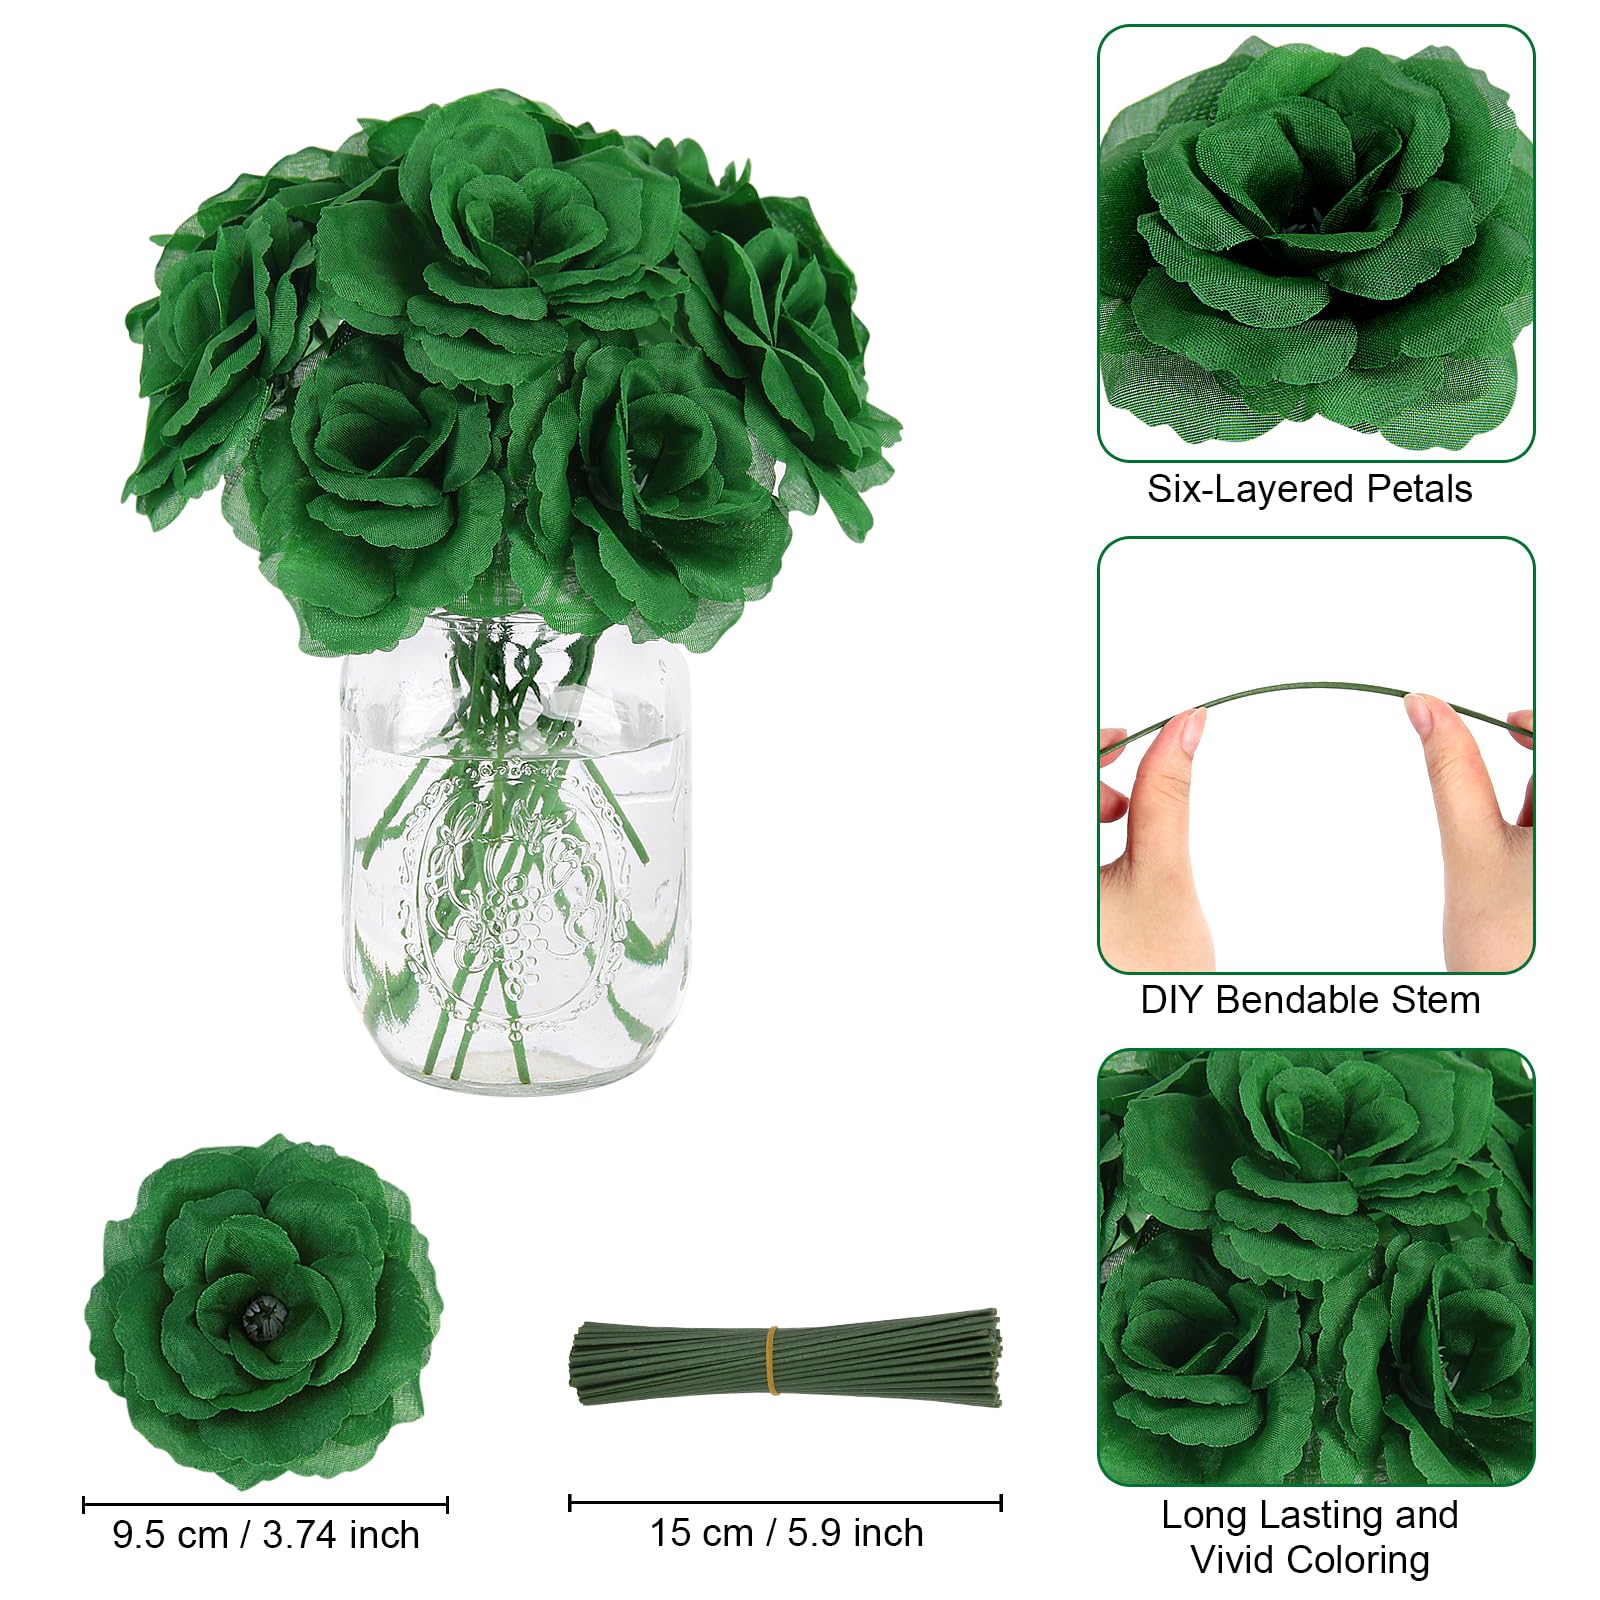 Six-Layered Petals
DIY Bendable Stem
9.5 cm / 3.74 inch
15 cm / 5.9 inch
Long Lasting and
Vivid Coloring